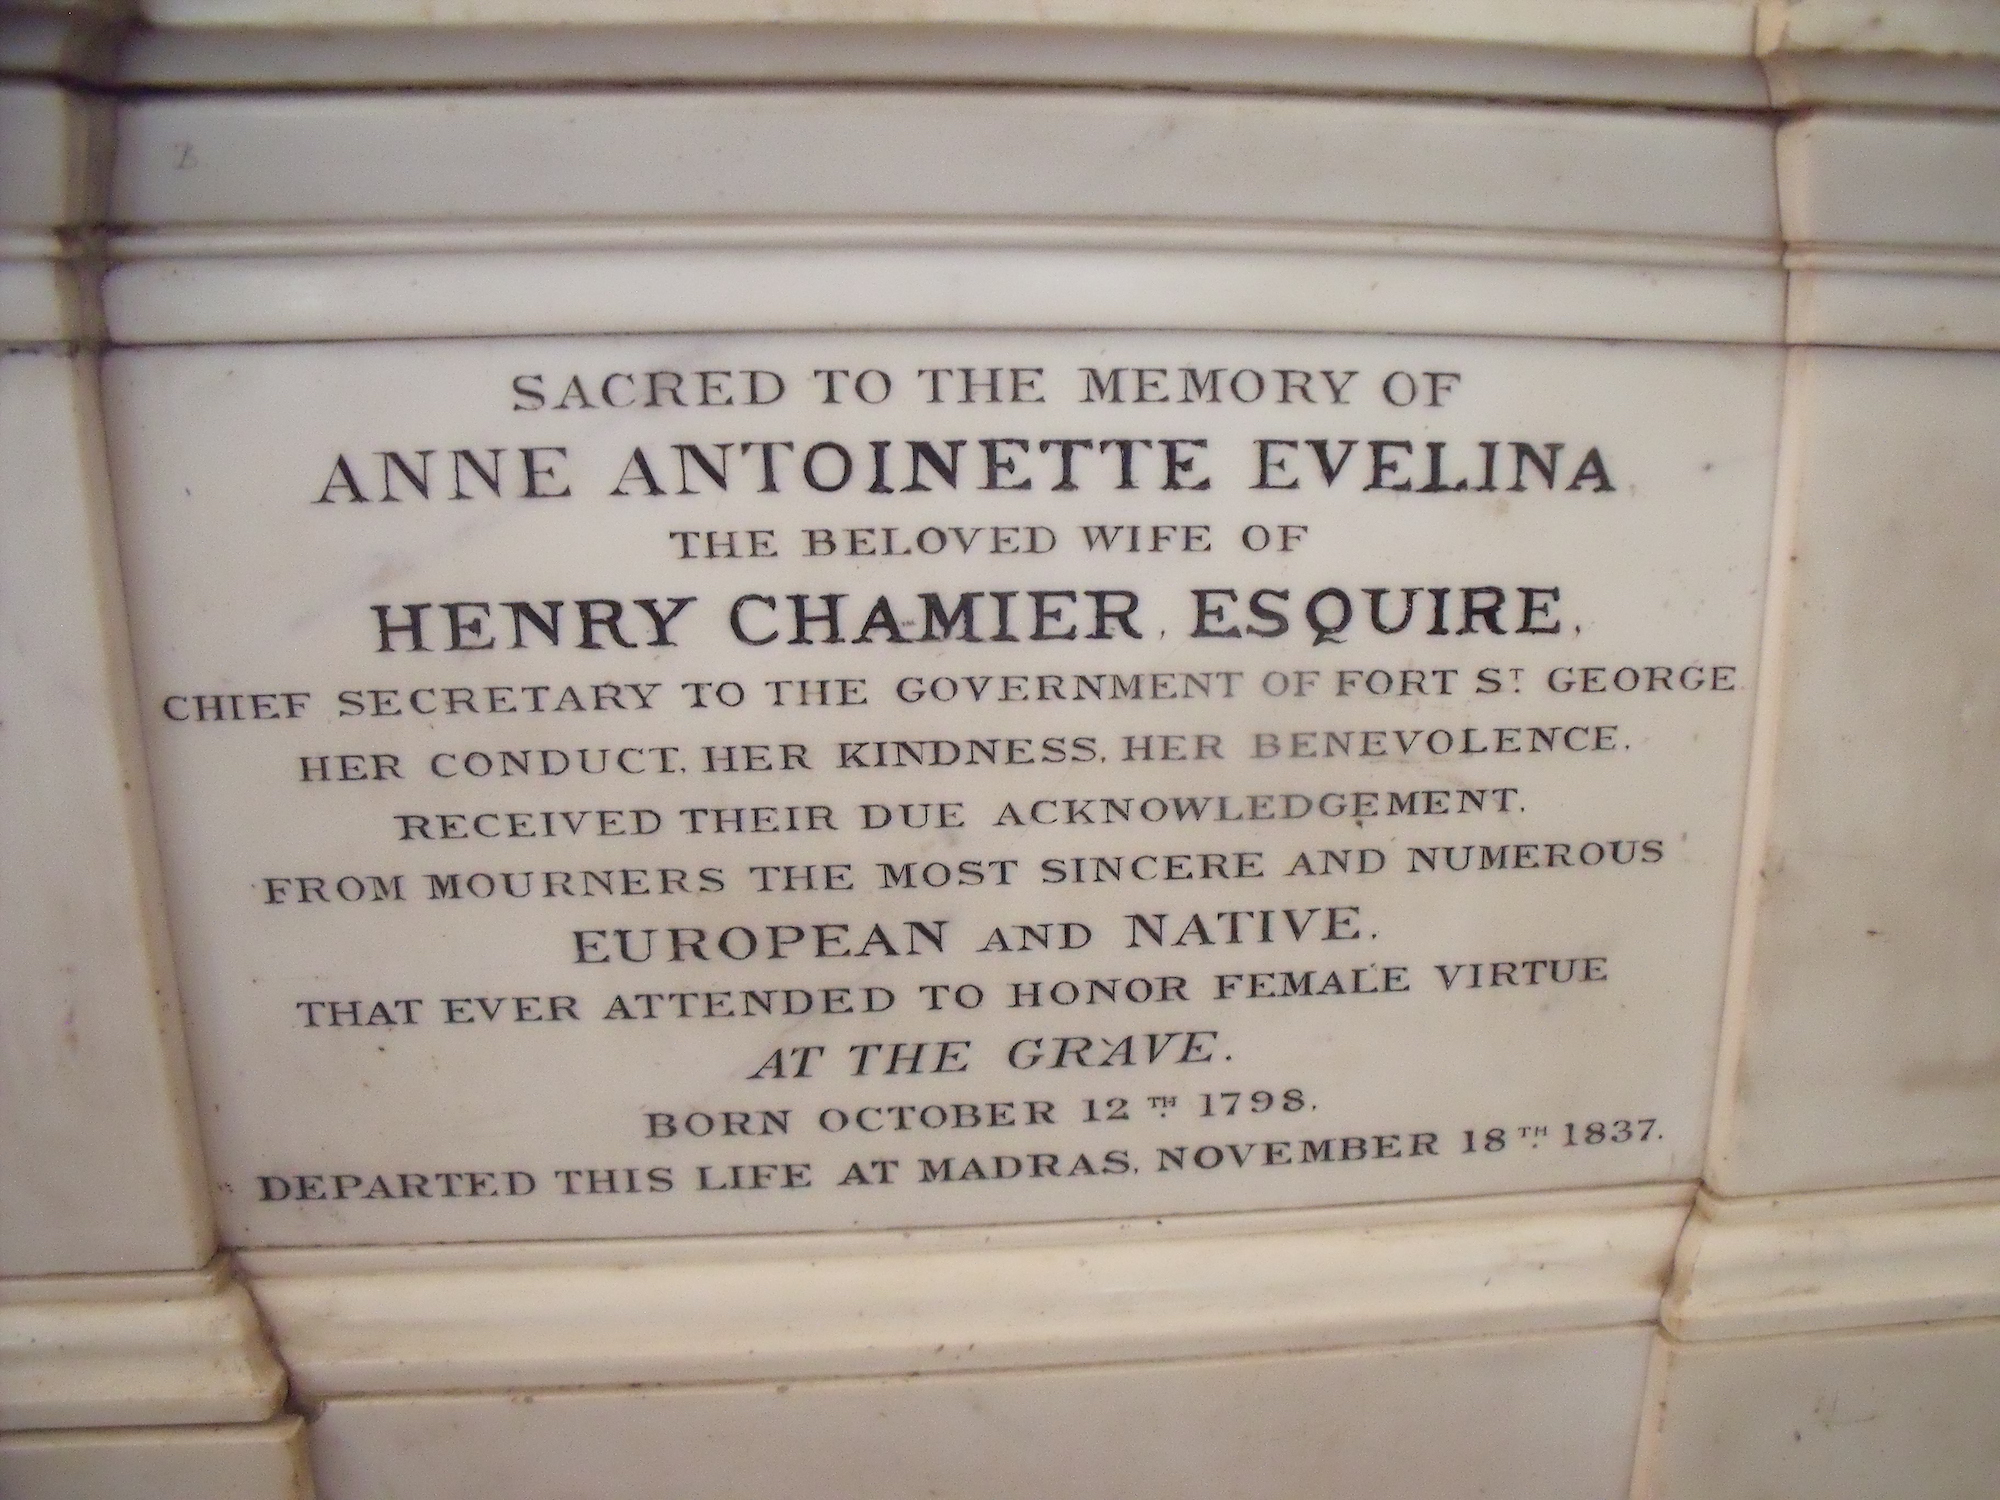 SACRED TO THE MEMORY OF
ANNE ANTOINETTE EVELINA
THE BELOVED WIFE OF
HENRY CHAMIER, ESQUIRE,
CHIEF SECRETARY TO THE GOVERNMENT OF FORT ST GEORGE
HER CONDUCT, HER KINDNESS, HER BENEVOLENCE,
RECEIVED THEIR DUE ACKNOWLEDGEMENT,
FROM MOURNERS THE MOST SINCERE AND NUMEROUS
EUROPEAN AND NATIVE,
THAT EVER ATTENDED TO HONOR FEMALE VIRTUE
AT THE GRAVE.
BORN OCTOBER 12TH 1798,
DEPARTED THIS LIFE AT MADRAS, NOVEMBER 18TH 1837.